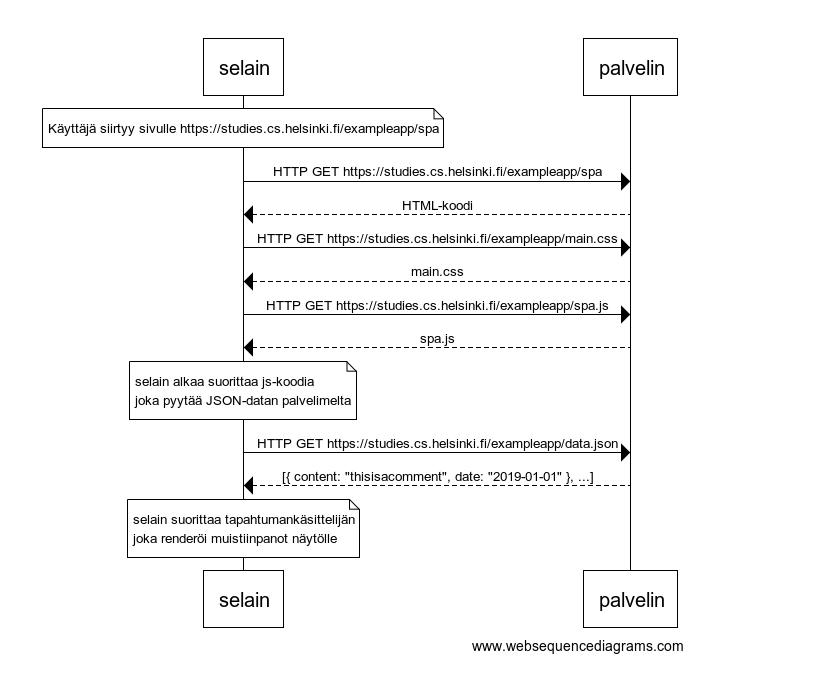 selain
palvelin
Käyttäjä siirtyy sivulle https://studies.cs.helsinki.fi/exampleapp/spa
HTTP GET https://studies.cs.helsinki.fi/exampleapp/spa
HTML-koodi
HTTP GET https://studies.cs.helsinki.fi/exampleapp/main.css
main.css
HTTP GET https://studies.cs.helsinki.fi/exampleapp/spa.js
spa.js
selain alkaa suorittaa js-koodia
joka pyytää JSON-datan palvelimelta
HTTP GET https://studies.cs.helsinki.fi/exampleapp/data.json
[{ content: "thisisacomment", date: "2019-01-01" }, ...]
selain suorittaa tapahtumankäsittelijän
joka renderöi muistiinpanot näytölle
selain
palvelin
www.websequencediagrams.com